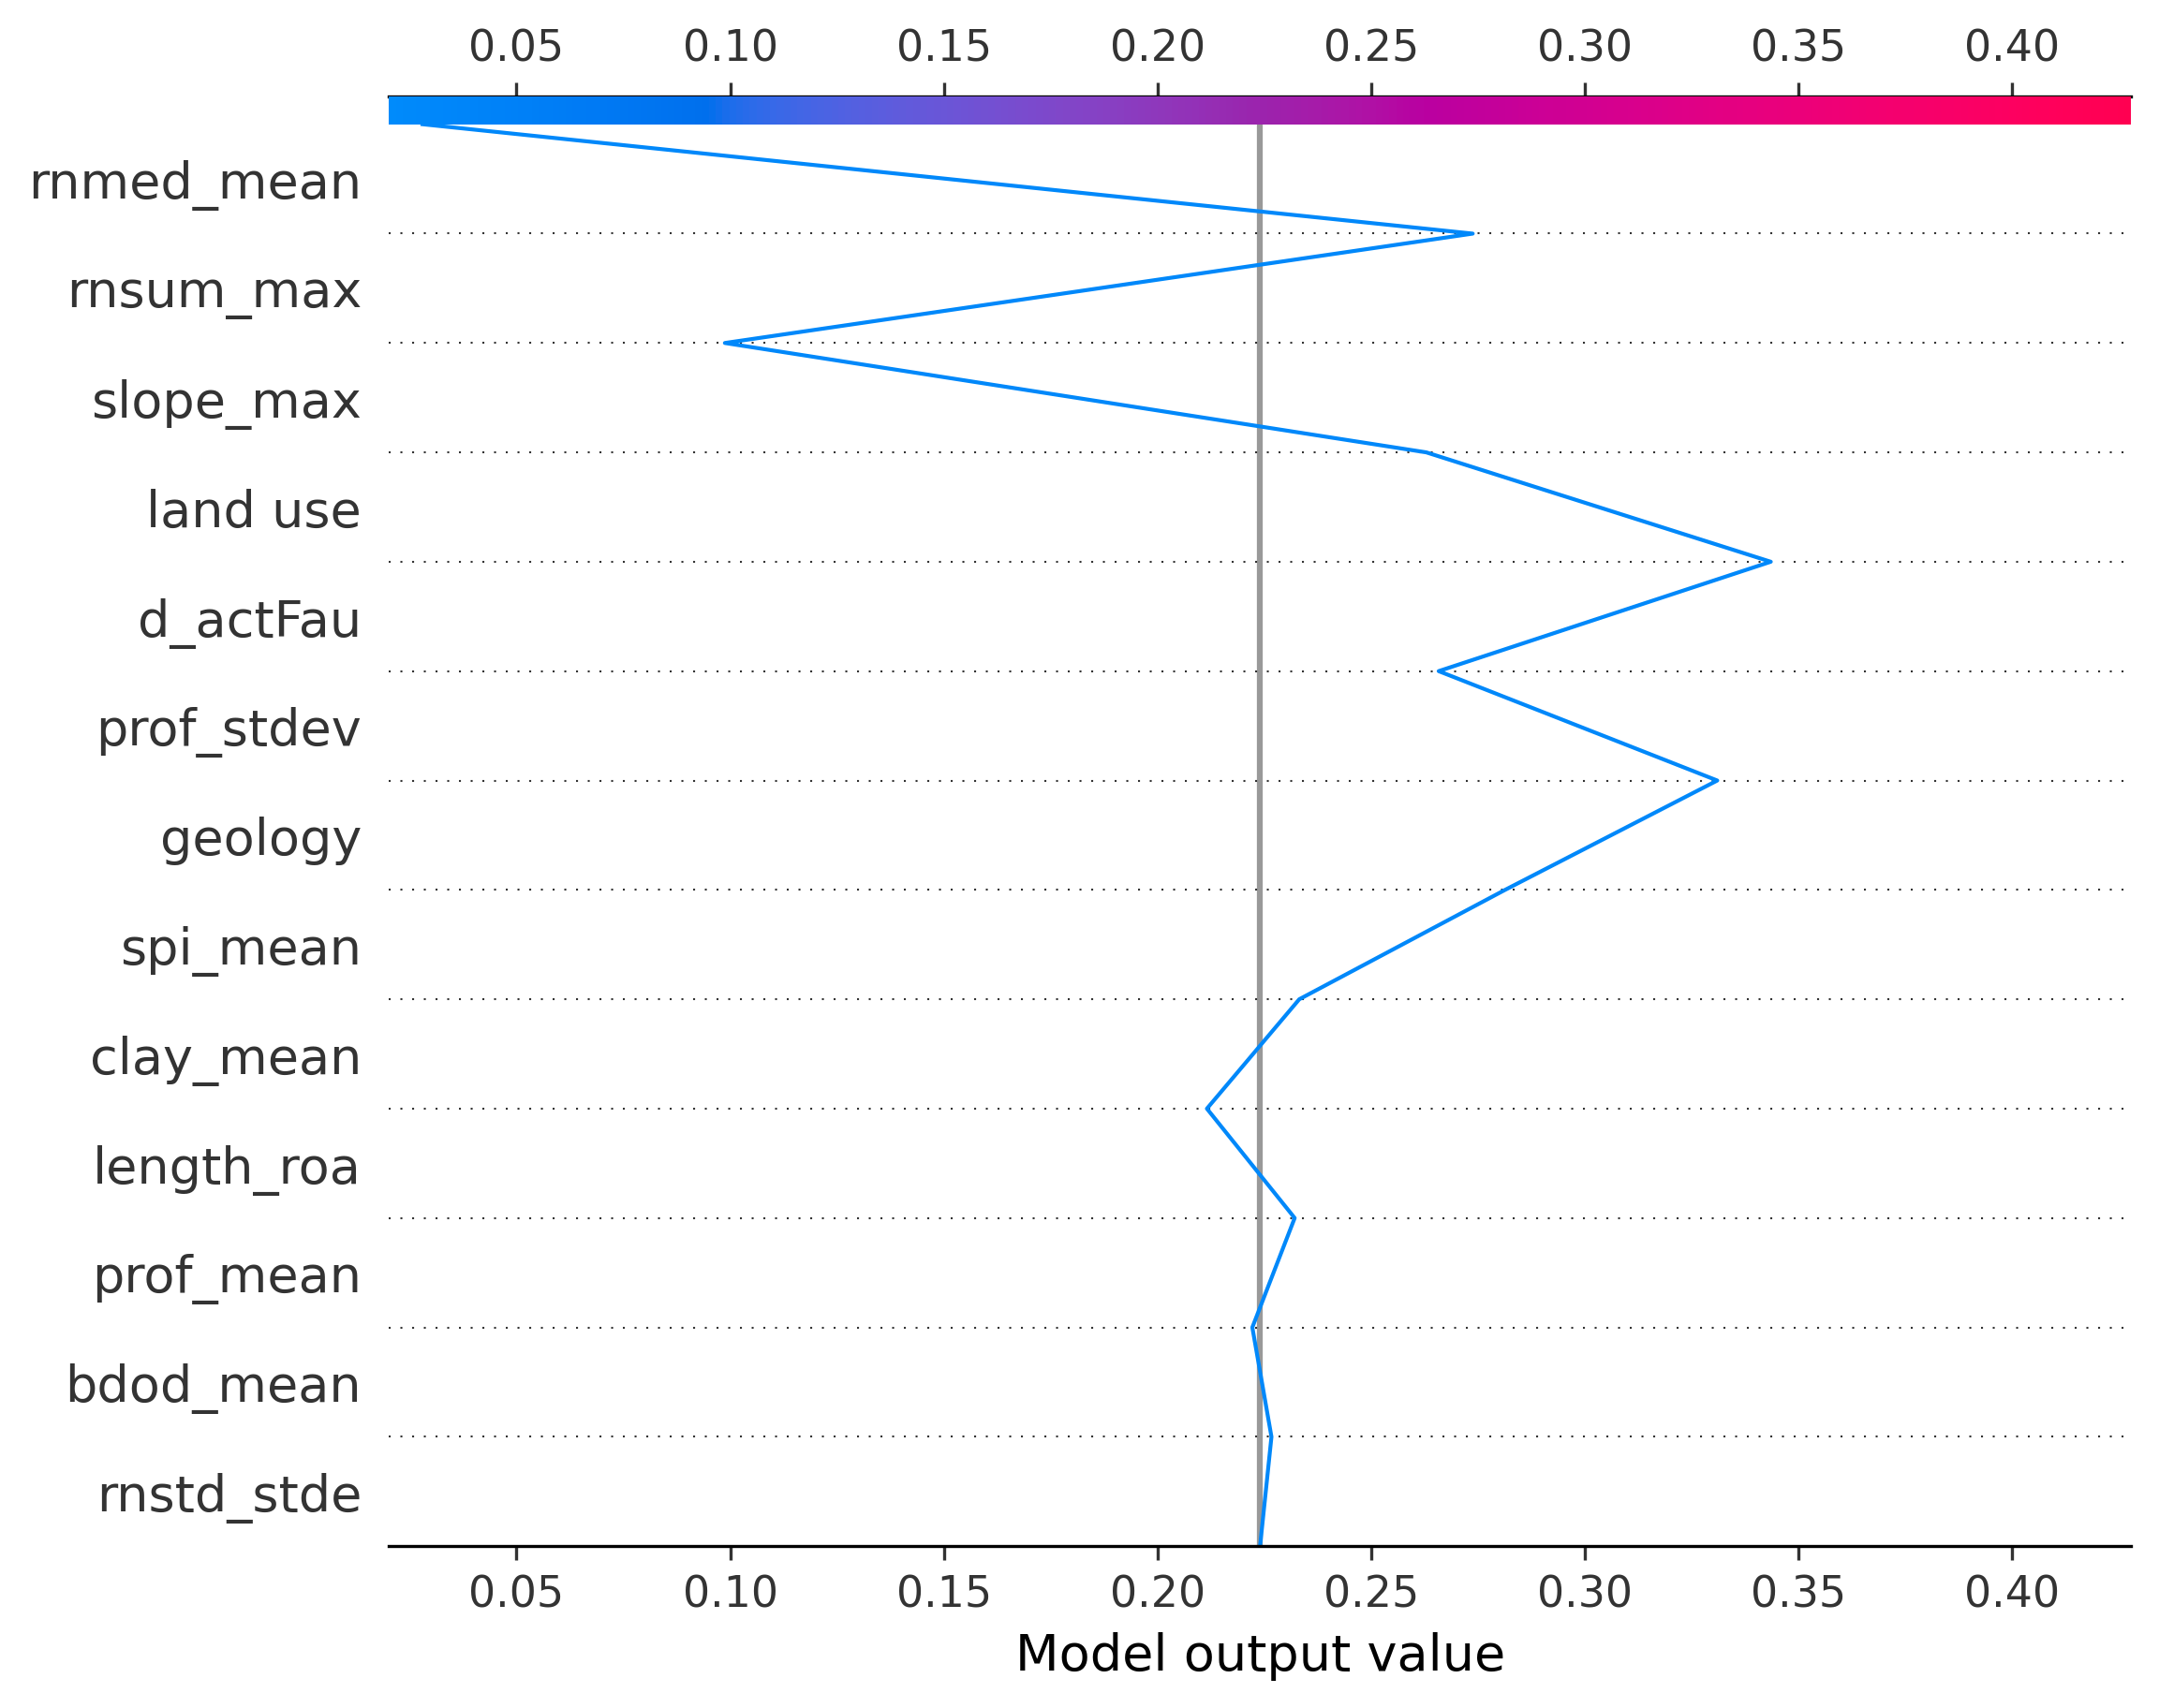 0.05 0.10 0.15 0.20 0.25 0.30 0.35 0.40
rnmed_mean
rnsum_max
slope_max
land use
d_actFau
prof_stdev
geology
spi_mean
clay_mean
length_roa
prof_mean
bdod_mean
rnstd_stde
0.05 0.10 0.15 0.20 0.25 0.30 0.35 0.40
Model output value